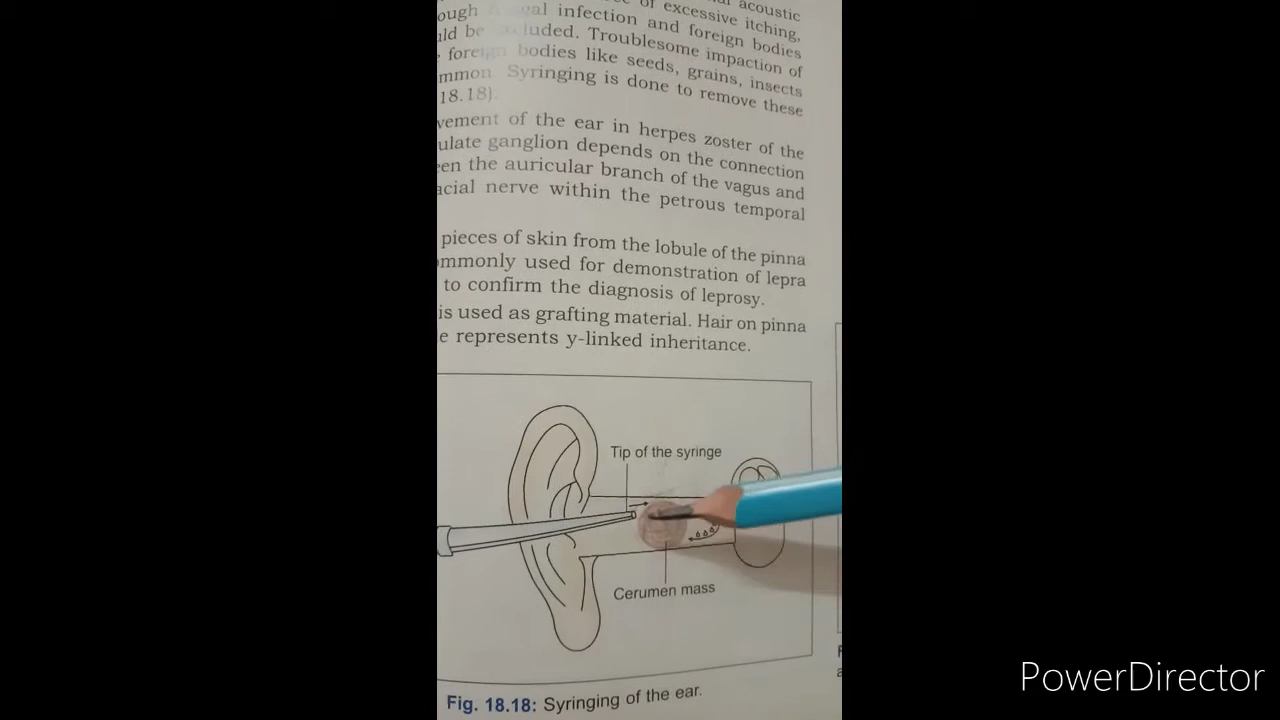 acoustic
of excessive itching,
ough infection and foreign bodies
uld be cluded. Troublesome impaction of
foreign bodies like seeds, grains, insects
mmon. Syringing is done to remove these
18.18).
vement of the ear in herpes zoster of the
ulate ganglion depends on the connection
een the auricular branch of the vagus and
acial nerve within the petrous temporal
pieces of skin from the lobule of the pinna
ommonly used for demonstration of lepra
to confirm the diagnosis of leprosy.
is used as grafting material. Hair on pinna
e represents y-linked inheritance.
Tip of the syringe
Cerumen mass
Fig. 18.18: Syringing of the ear.
PowerDirector